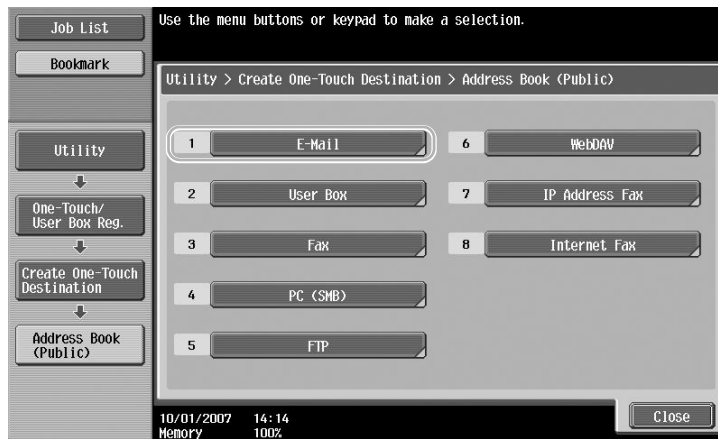 Job List
Bookmark
Use the menu buttons or keypad to make a selection.
Utility > Create One-Touch Destination > Address Book (Public)
Utility
One-Touch/
User Box Reg.
Create One-Touch
Destination
Address Book
(Public)
1 E-Mail
2 User Box
3 Fax
4 PC (SMB)
5 FTP
6 WebDAV
7 IP Address Fax
8 Internet Fax
10/01/2007 14:14
Memory 100%
Close